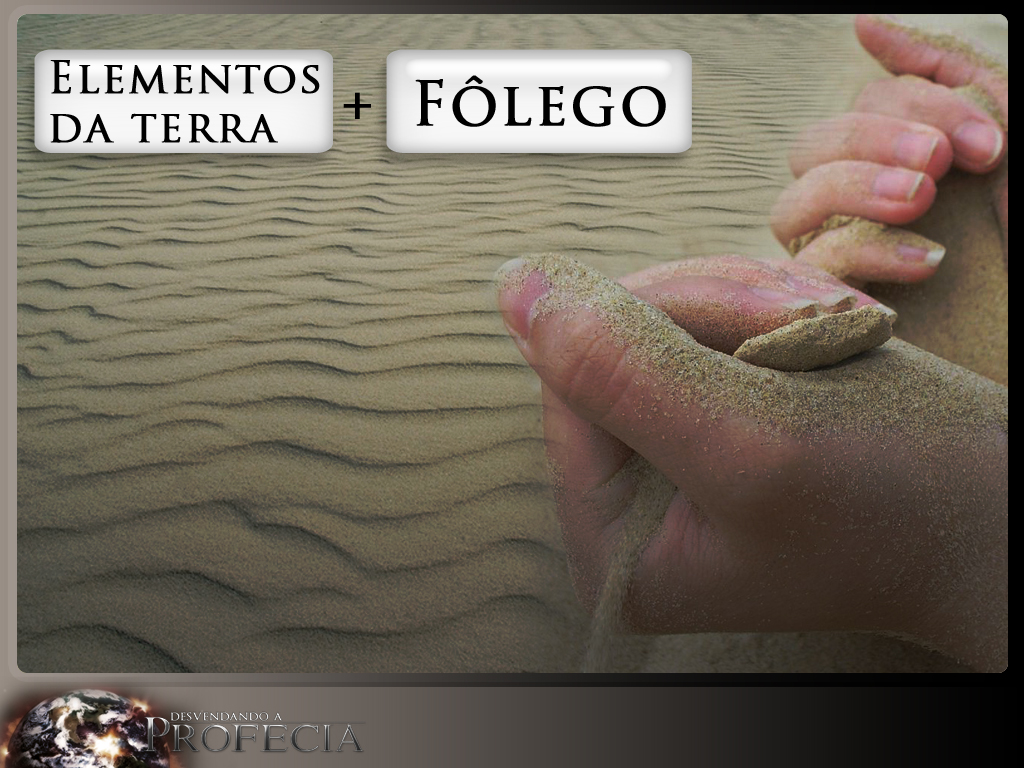 Elementos
da terra
+
Fôlego
Desvendando a
Profecia